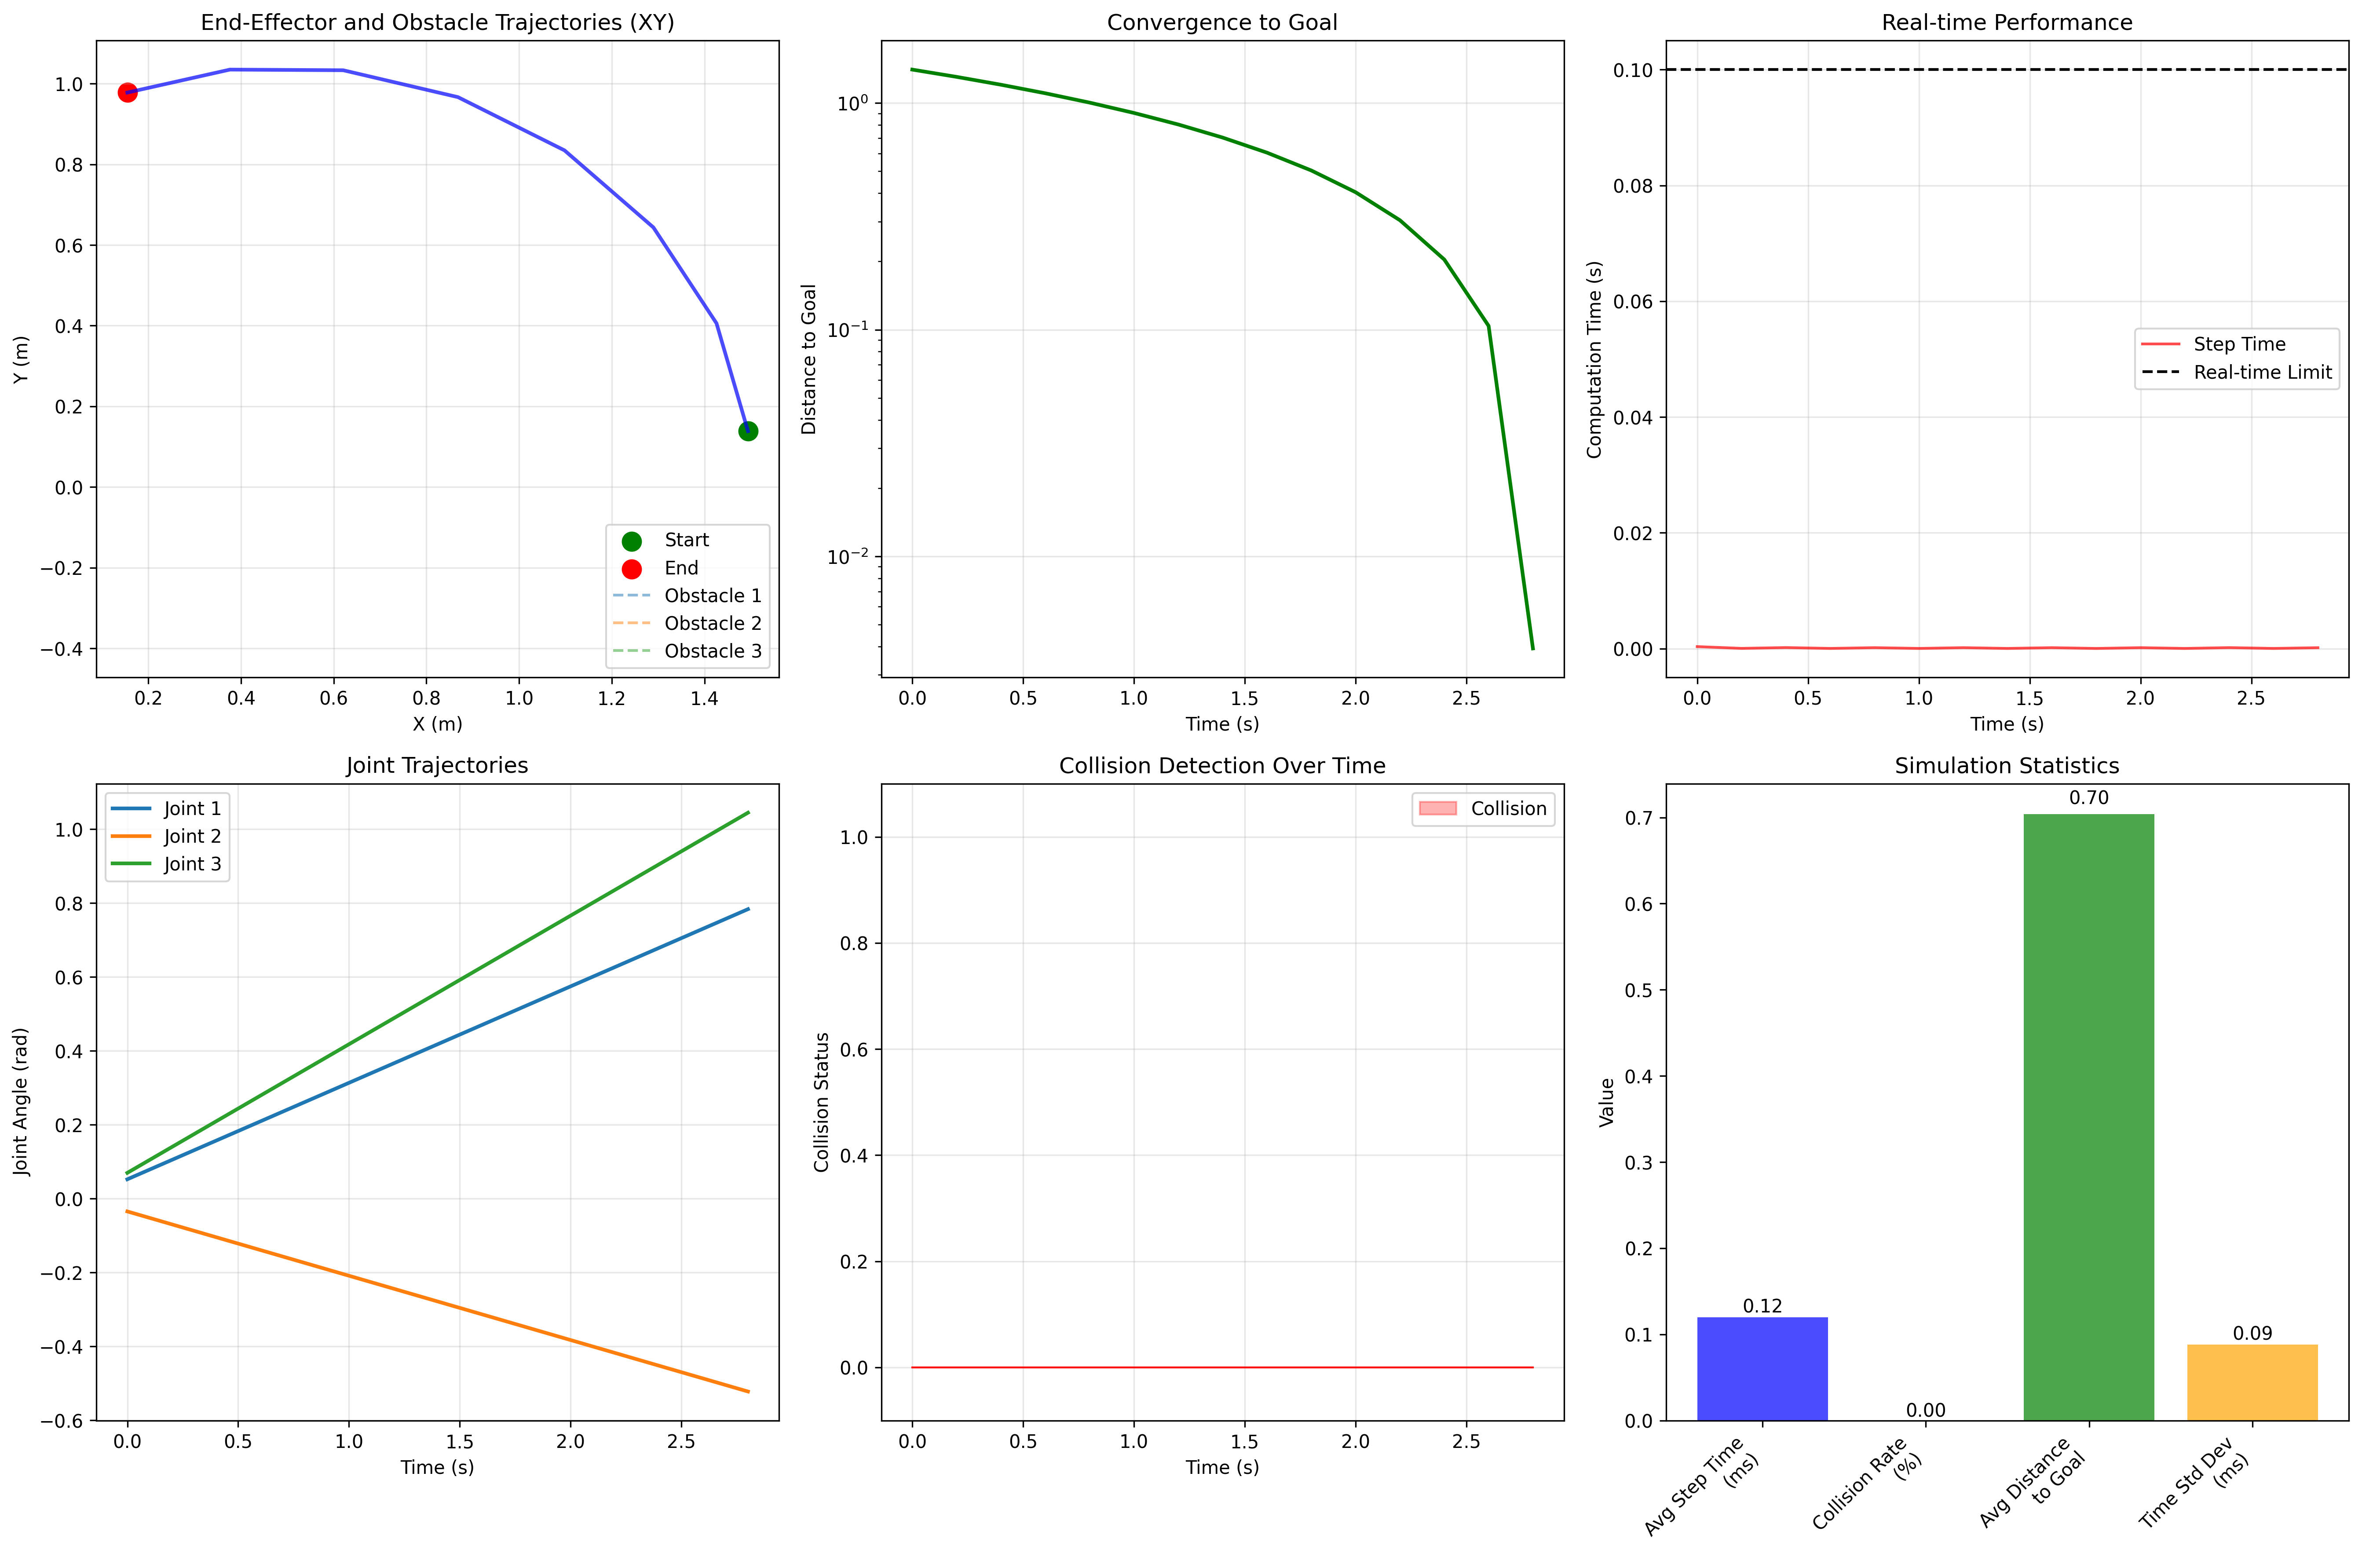 End-Effector and Obstacle Trajectories (XY)
1.0
0.8
0.6
0.4
0.2
0.0
−0.2
−0.4
Y (m)
0.2 0.4 0.6 0.8 1.0 1.2 1.4
X (m)
Start
End
Obstacle 1
Obstacle 2
Obstacle 3
Convergence to Goal
10⁰
10⁻¹
10⁻²
Distance to Goal
0.0 0.5 1.0 1.5 2.0 2.5
Time (s)
Real-time Performance
0.10
0.08
0.06
0.04
0.02
0.00
Computation Time (s)
Step Time
Real-time Limit
0.0 0.5 1.0 1.5 2.0 2.5
Time (s)
Joint Trajectories
Joint 1
Joint 2
Joint 3
1.0
0.8
0.6
0.4
0.2
0.0
−0.2
−0.4
−0.6
Joint Angle (rad)
0.0 0.5 1.0 1.5 2.0 2.5
Time (s)
Collision Detection Over Time
Collision
1.0
0.8
0.6
0.4
0.2
0.0
Collision Status
0.0 0.5 1.0 1.5 2.0 2.5
Time (s)
Simulation Statistics
0.7
0.6
0.5
0.4
0.3
0.2
0.1
0.0
Value
0.12
0.00
0.70
0.09
Avg Step Time
(ms)
Collision Rate
(%)
Avg Distance
to Goal
Time Std Dev
(ms)